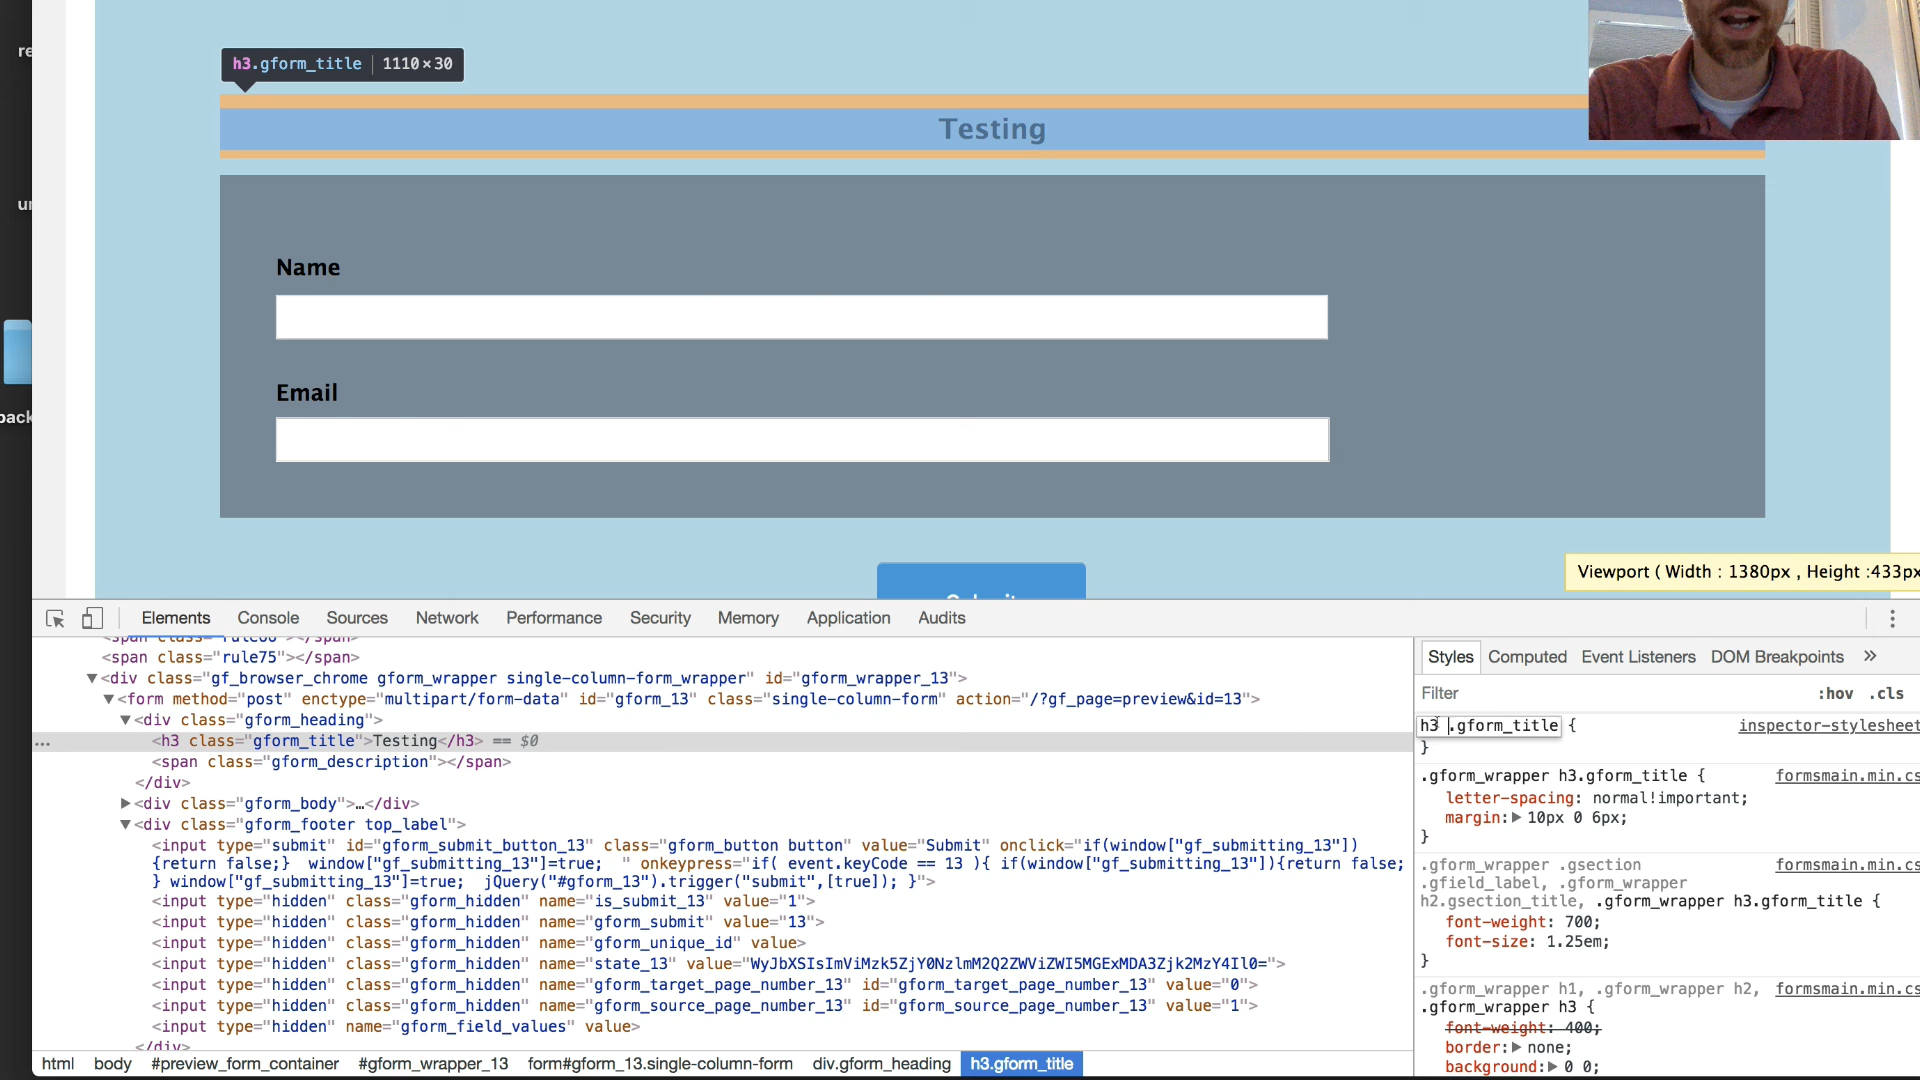 re
h3.gform_title | 1110×30
Testing
ur
Name
Email
pack
Viewport ( Width : 1380px , Height :433px
Elements Console Sources Network Performance Security Memory Application Audits
<span class="rule75"></span>
<div class="gf_browser_chrome gform_wrapper single-column-form_wrapper" id="gform_wrapper_13">
<form method="post" enctype="multipart/form-data" id="gform_13" class="single-column-form" action="/?gf_page=preview&id=13">
<div class="gform_heading">
... <h3 class="gform_title">Testing</h3> == $0
<span class="gform_description"></span>
</div>
<div class="gform_body">…</div>
<div class="gform_footer top_label">
<input type="submit" id="gform_submit_button_13" class="gform_button button" value="Submit" onclick="if(window["gf_submitting_13"])
{return false;}  window["gf_submitting_13"]=true;  " onkeypress="if( event.keyCode == 13 ){ if(window["gf_submitting_13"]){return false;
} window["gf_submitting_13"]=true;  jQuery("#gform_13").trigger("submit",[true]); }">
<input type="hidden" class="gform_hidden" name="is_submit_13" value="1">
<input type="hidden" class="gform_hidden" name="gform_submit" value="13">
<input type="hidden" class="gform_hidden" name="gform_unique_id" value>
<input type="hidden" class="gform_hidden" name="state_13" value="WyJbXSIsImViMzk5ZjY0NzlmM2Q2ZWViZWI5MGExMDA3Zjk2MzY4Il0=">
<input type="hidden" class="gform_hidden" name="gform_target_page_number_13" id="gform_target_page_number_13" value="0">
<input type="hidden" class="gform_hidden" name="gform_source_page_number_13" id="gform_source_page_number_13" value="1">
<input type="hidden" name="gform_field_values" value>
</div>
html body #preview_form_container #gform_wrapper_13 form#gform_13.single-column-form div.gform_heading h3.gform_title
Styles Computed Event Listeners DOM Breakpoints »
Filter :hov .cls
h3 .gform_title { inspector-stylesheet
}
.gform_wrapper h3.gform_title { formsmain.min.cs
letter-spacing: normal!important;
margin: 10px 0 6px;
}
.gform_wrapper .gsection formsmain.min.cs
.gfield_label, .gform_wrapper
h2.gsection_title, .gform_wrapper h3.gform_title {
font-weight: 700;
font-size: 1.25em;
}
.gform_wrapper h1, .gform_wrapper h2, formsmain.min.cs
.gform_wrapper h3 {
font-weight: 400;
border: none;
background: 0 0;